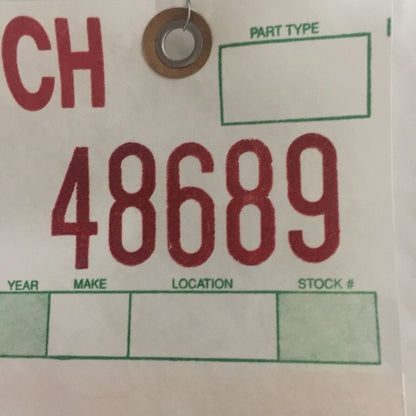 CH
PART TYPE
48689
YEAR MAKE LOCATION STOCK #